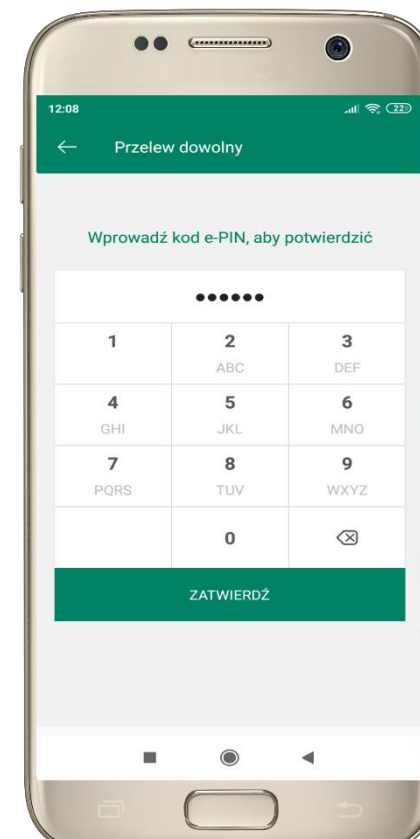 12:08
22
Przelew dowolny
Wprowadź kod e-PIN, aby potwierdzić
••••••
1 2 3
ABC DEF
4 5 6
GHI JKL MNO
7 8 9
PQRS TUV WXYZ
0
ZATWIERDŹ